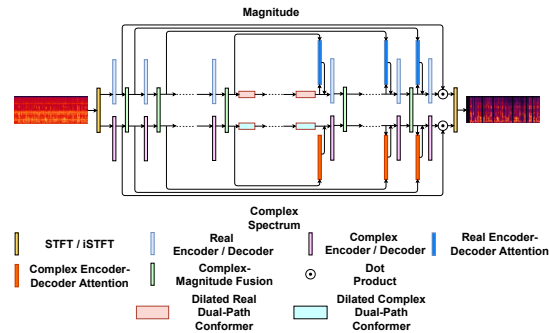 Magnitude
Complex
Spectrum
STFT / iSTFT
Real
Encoder / Decoder
Complex
Encoder / Decoder
Real Encoder-
Decoder Attention
Complex Encoder-
Decoder Attention
Complex-
Magnitude Fusion
Dot
Product
Dilated Real
Dual-Path
Conformer
Dilated Complex
Dual-Path
Conformer